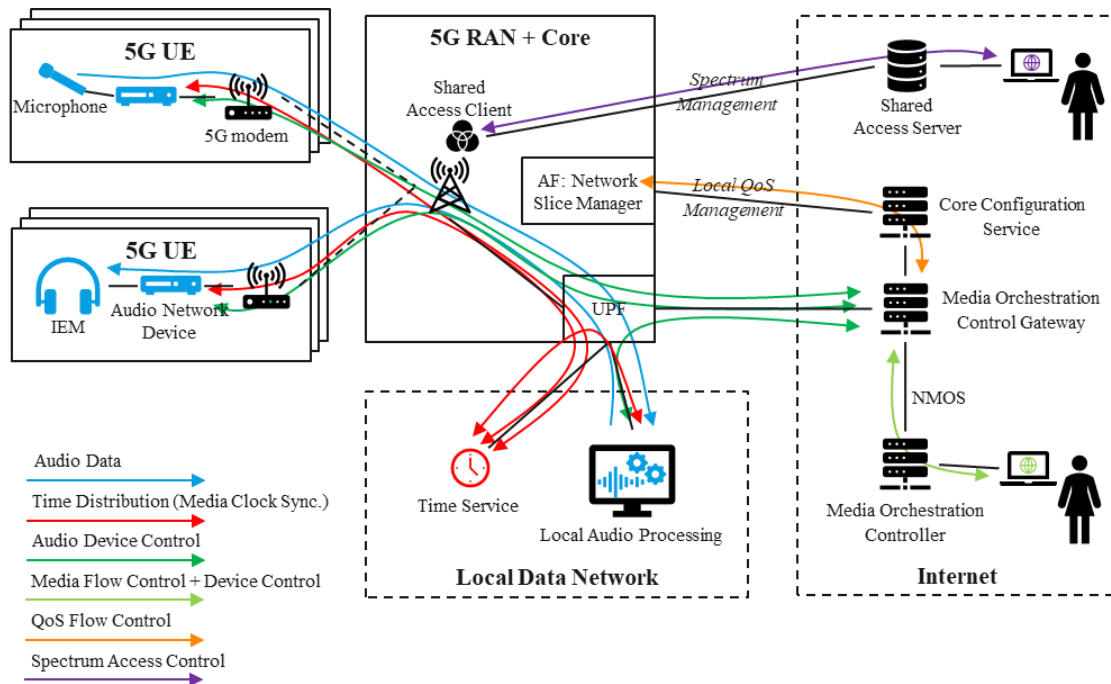 5G UE
Microphone
5G modem
5G UE
IEM
Audio Network
Device
5G RAN + Core
Shared
Access Client
AF: Network
Slice Manager
UPF
Spectrum
Management
Local QoS
Management
Shared
Access Server
Core Configuration
Service
Media Orchestration
Control Gateway
NMOS
Media Orchestration
Controller
Internet
Time Service
Local Audio Processing
Local Data Network
Audio Data
Time Distribution (Media Clock Sync.)
Audio Device Control
Media Flow Control + Device Control
QoS Flow Control
Spectrum Access Control